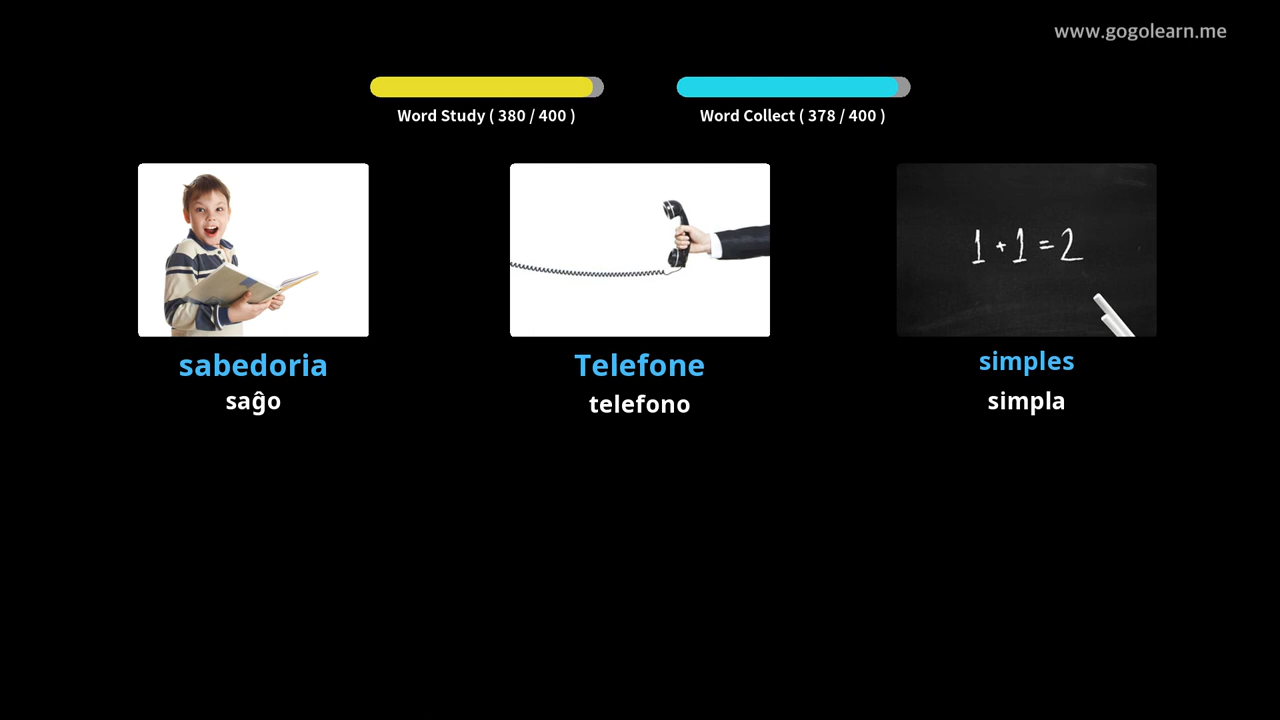 www.gogolearn.me
Word Study ( 380 / 400 )
Word Collect ( 378 / 400 )
1 + 1 = 2
sabedoria
Telefone
simples
saĝo
telefono
simpla